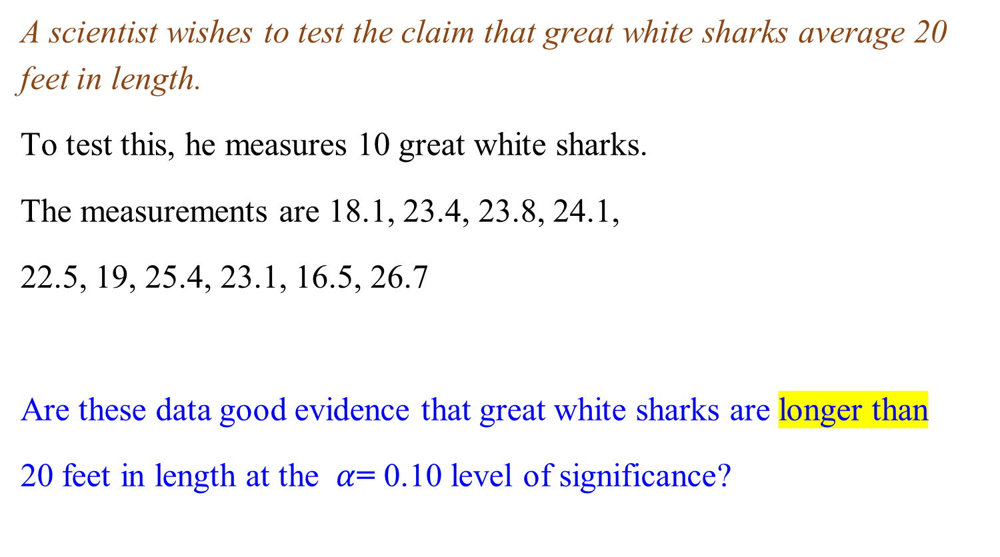 A scientist wishes to test the claim that great white sharks average 20
feet in length.
To test this, he measures 10 great white sharks.
The measurements are 18.1, 23.4, 23.8, 24.1,
22.5, 19, 25.4, 23.1, 16.5, 26.7
Are these data good evidence that great white sharks are longer than
20 feet in length at the α= 0.10 level of significance?